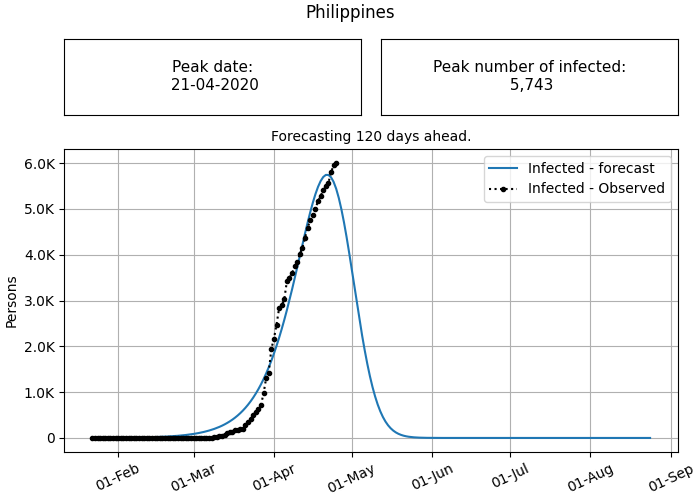 Philippines
Peak date:
21-04-2020
Peak number of infected:
5,743
Forecasting 120 days ahead.
Infected - forecast
Infected - Observed
Persons
6.0K
5.0K
4.0K
3.0K
2.0K
1.0K
0
01-Feb
01-Mar
01-Apr
01-May
01-Jun
01-Jul
01-Aug
01-Sep